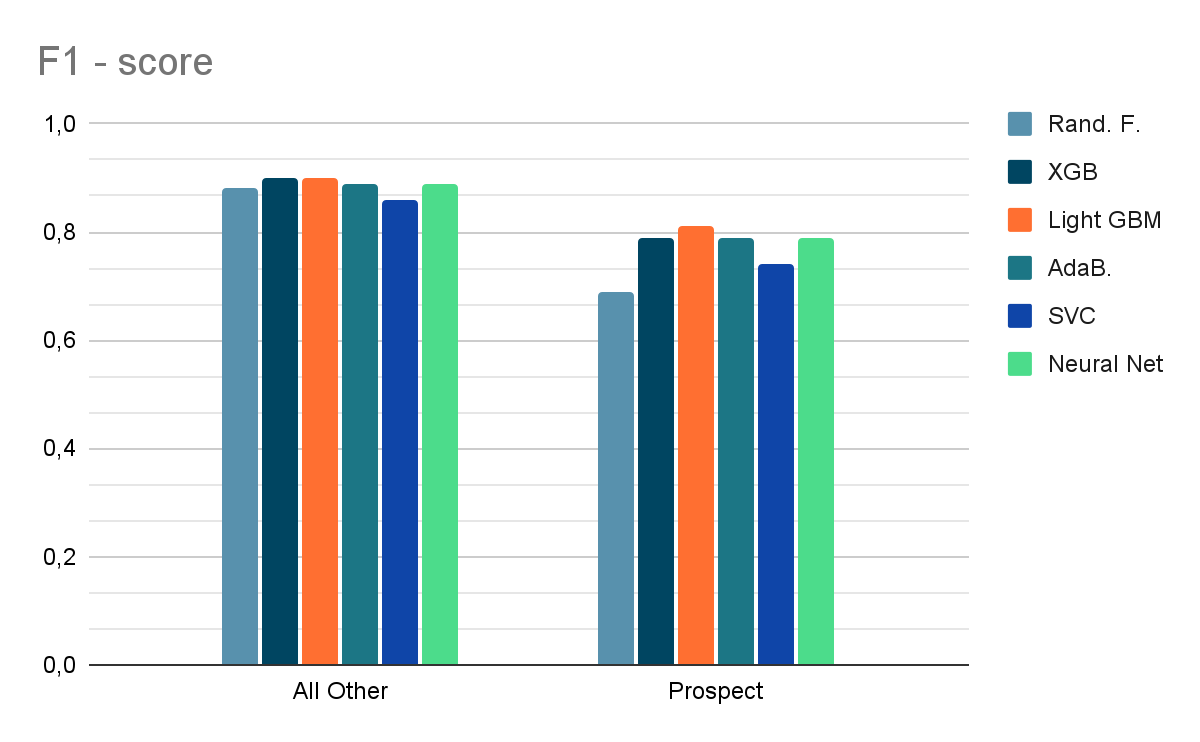 F1 - score
1,0
0,8
0,6
0,4
0,2
0,0
All Other
Prospect
Rand. F.
XGB
Light GBM
AdaB.
SVC
Neural Net